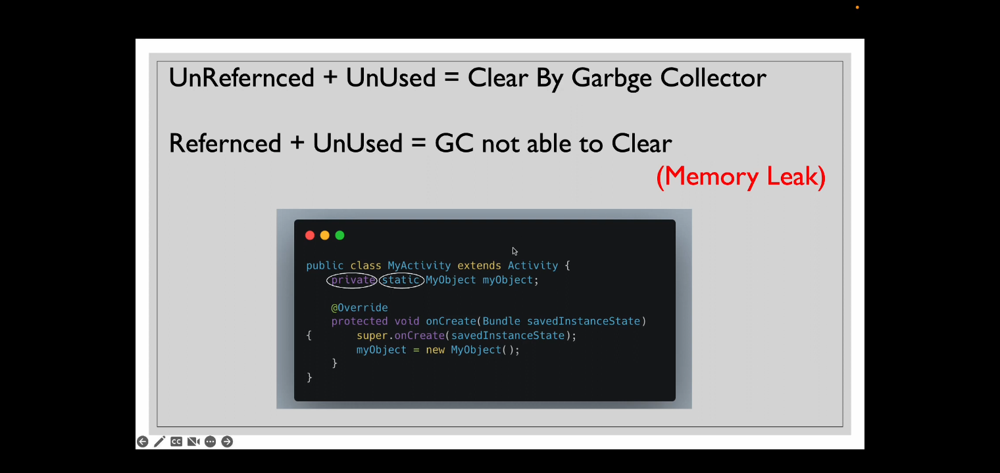 UnRefernced + UnUsed = Clear By Garbge Collector
Refernced + UnUsed = GC not able to Clear
(Memory Leak)
public class MyActivity extends Activity {
private static MyObject myObject;
@Override
protected void onCreate(Bundle savedInstanceState)
{ super.onCreate(savedInstanceState);
myObject = new MyObject();
}
}
CC